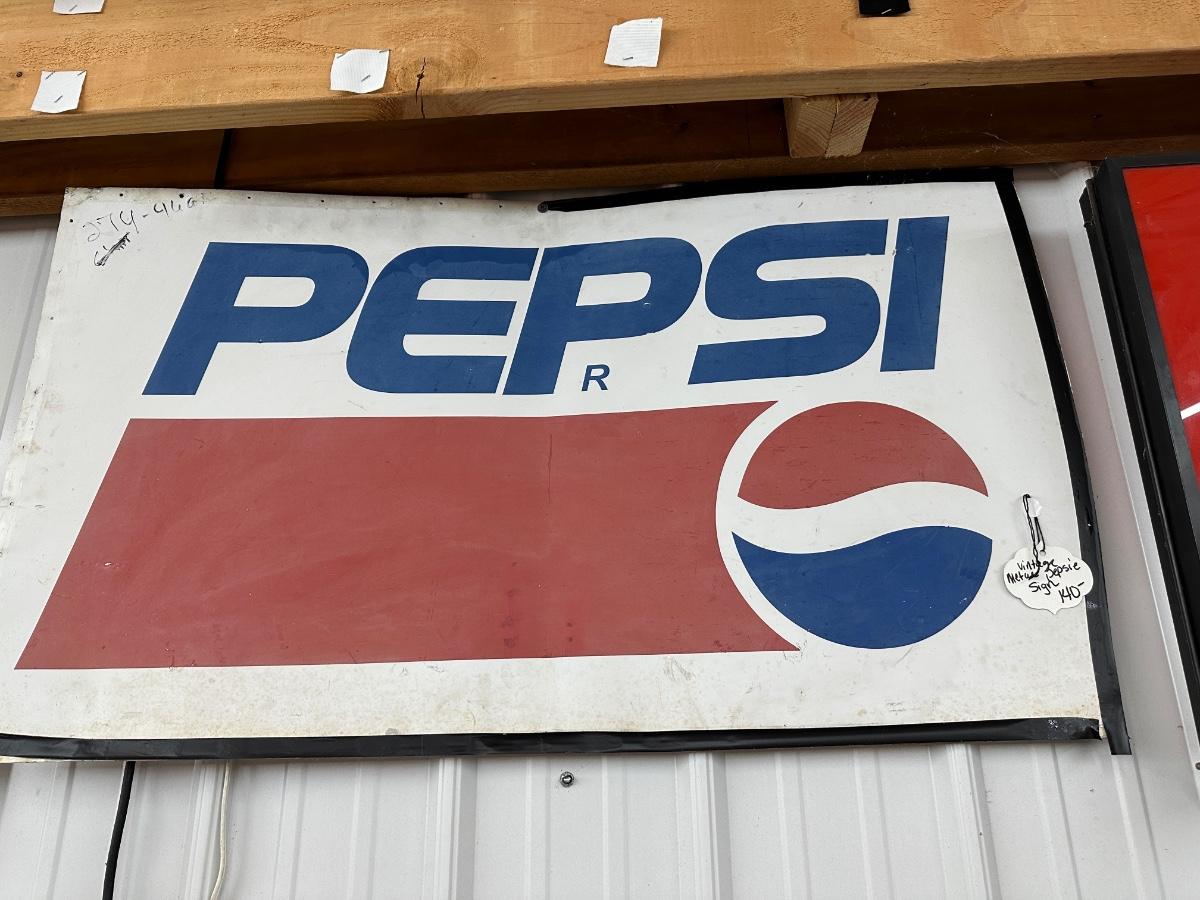 PEPSI
R
Vintage
Metal Pepsie
Sign
140-